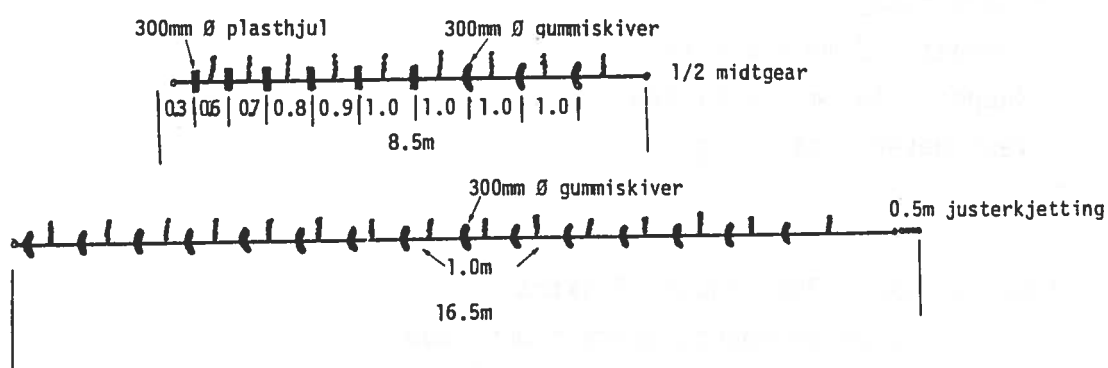 300mm Ø plasthjul 300mm Ø gummiskiver
1/2 midtgear
0.3 0.6 0.7 0.8 0.9 1.0 1.0 1.0 1.0
8.5m
300mm Ø gummiskiver
0.5m justerkjetting
1.0m
16.5m